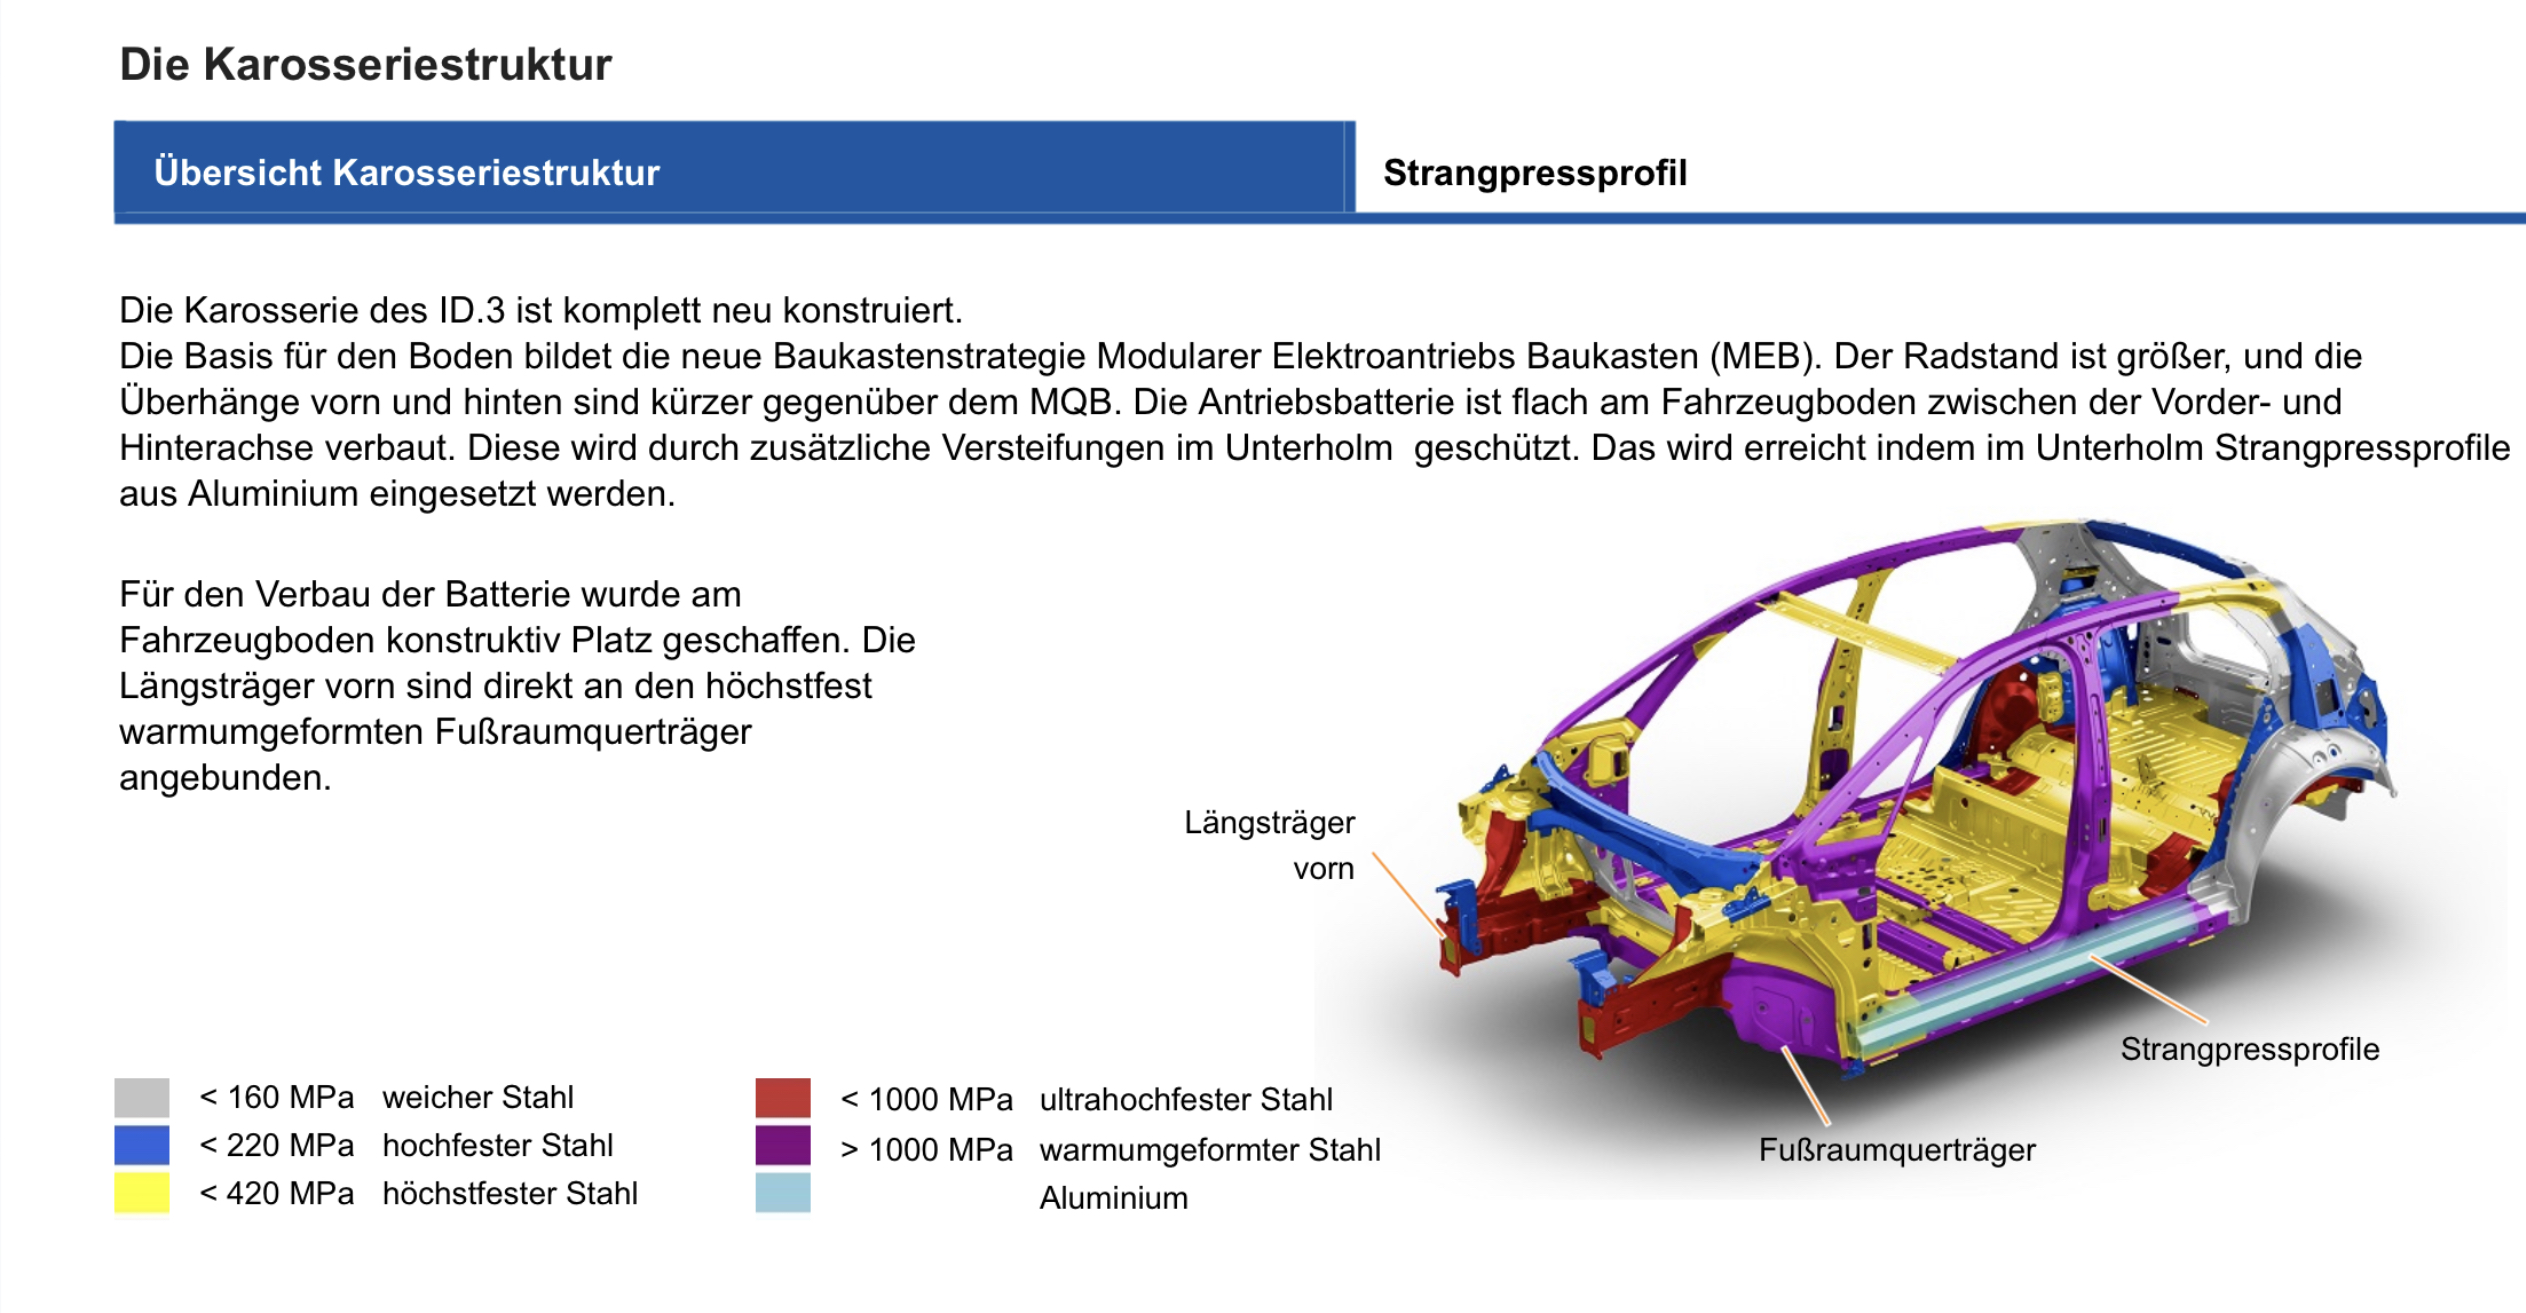 Die Karosseriestruktur
Übersicht Karosseriestruktur
Strangpressprofil
Die Karosserie des ID.3 ist komplett neu konstruiert.
Die Basis für den Boden bildet die neue Baukastenstrategie Modularer Elektroantriebs Baukasten (MEB). Der Radstand ist größer, und die
Überhänge vorn und hinten sind kürzer gegenüber dem MQB. Die Antriebsbatterie ist flach am Fahrzeugboden zwischen der Vorder- und
Hinterachse verbaut. Diese wird durch zusätzliche Versteifungen im Unterholm  geschützt. Das wird erreicht indem im Unterholm Strangpressprofile
aus Aluminium eingesetzt werden.
Für den Verbau der Batterie wurde am
Fahrzeugboden konstruktiv Platz geschaffen. Die
Längsträger vorn sind direkt an den höchstfest
warmumgeformten Fußraumquerträger
angebunden.
Längsträger
vorn
Strangpressprofile
Fußraumquerträger
< 160 MPa weicher Stahl
< 220 MPa hochfester Stahl
< 420 MPa höchstfester Stahl
< 1000 MPa ultrahochfester Stahl
> 1000 MPa warmumgeformter Stahl
Aluminium